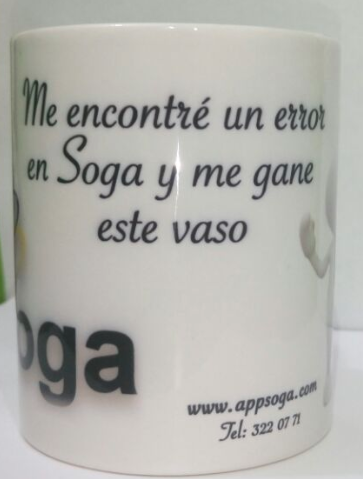 Me encontré un error
en Soga y me gane
este vaso
oga
www.appsoga.com
Tel: 322 07 71